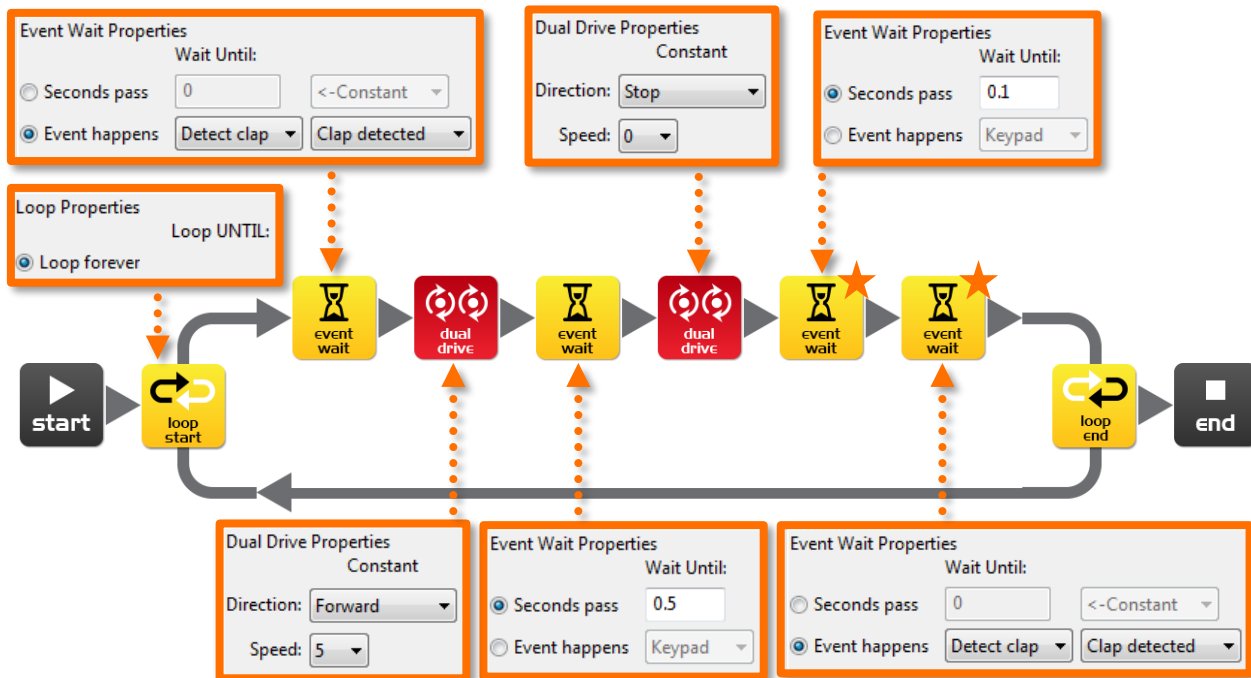 Event Wait Properties
Wait Until:
Seconds pass 0 <-Constant
Event happens Detect clap Clap detected
Dual Drive Properties
Constant
Direction: Stop
Speed: 0
Event Wait Properties
Wait Until:
Seconds pass 0.1
Event happens Keypad
Loop Properties
Loop UNTIL:
Loop forever
event
wait
dual
drive
event
wait
dual
drive
event
wait
event
wait
start
loop
start
loop
end
end
Dual Drive Properties
Constant
Direction: Forward
Speed: 5
Event Wait Properties
Wait Until:
Seconds pass 0.5
Event happens Keypad
Event Wait Properties
Wait Until:
Seconds pass 0 <-Constant
Event happens Detect clap Clap detected